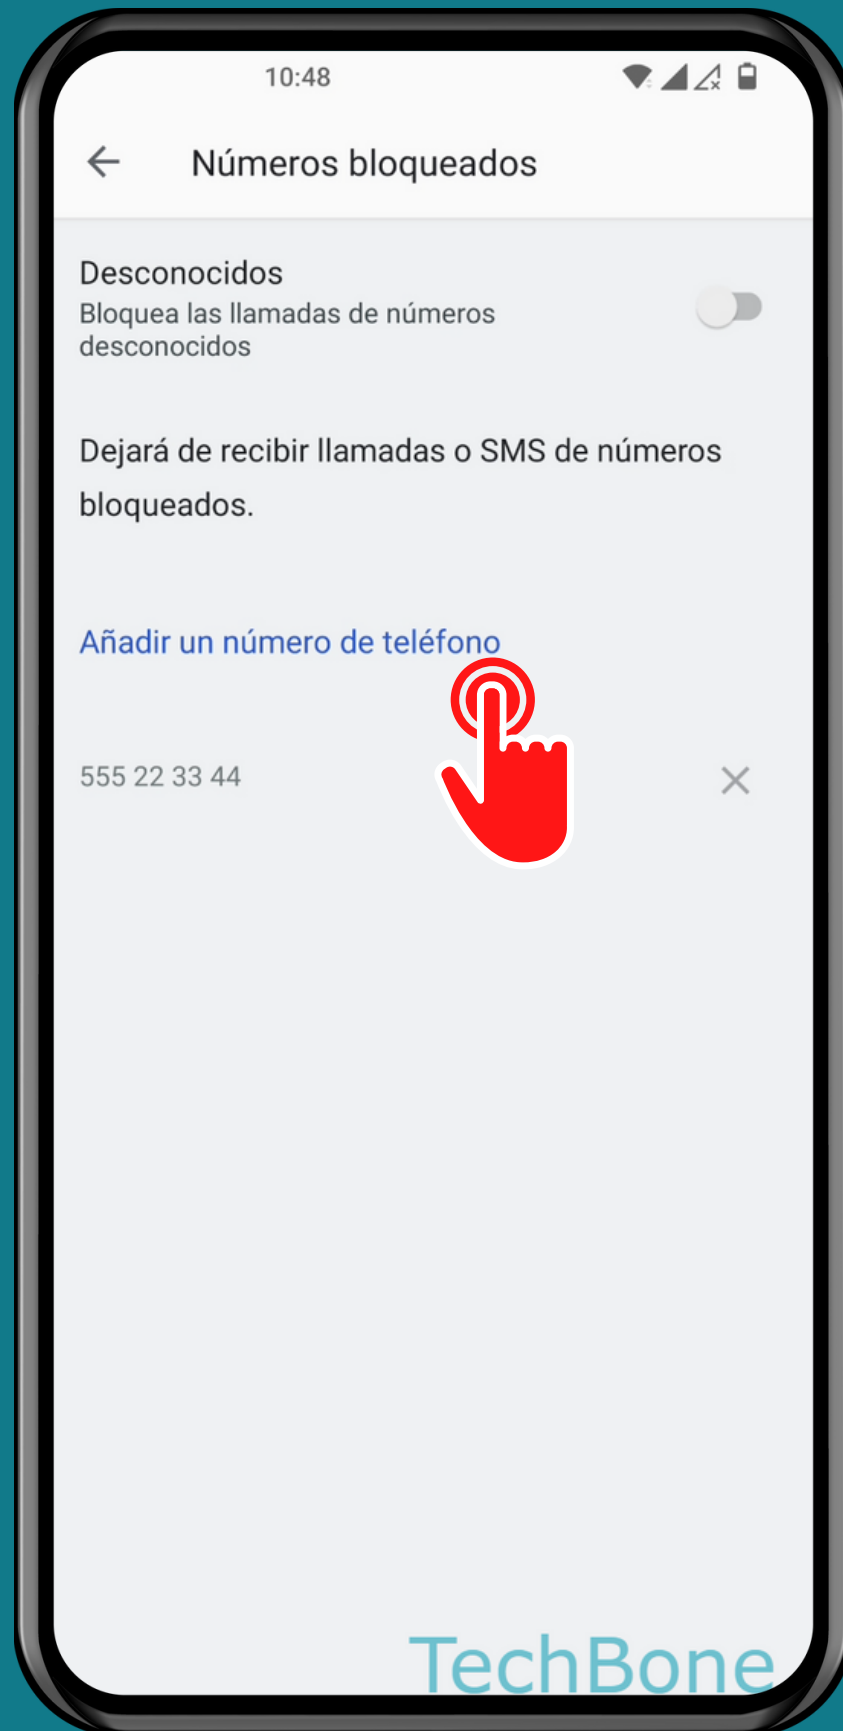 10:48
Números bloqueados
Desconocidos
Bloquea las llamadas de números
desconocidos
Dejará de recibir llamadas o SMS de números
bloqueados.
Añadir un número de teléfono
555 22 33 44
TechBone